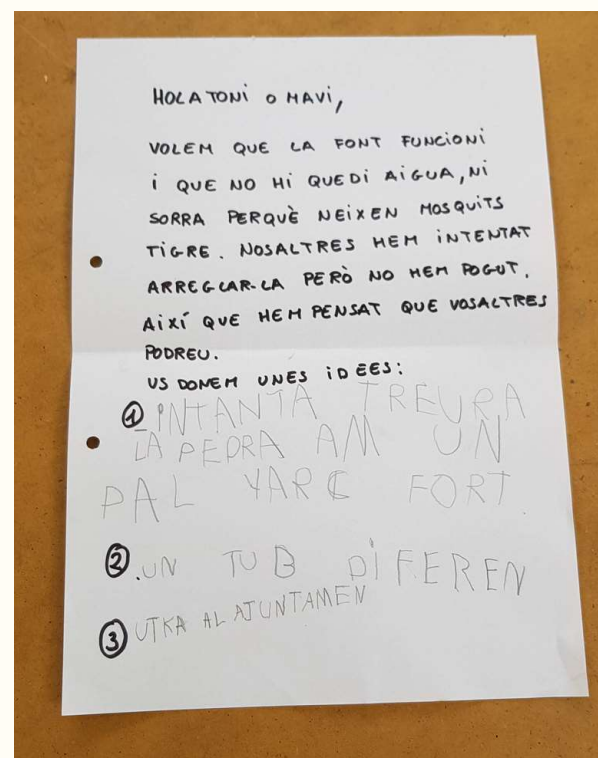 HOLA TONI O MAVI,
VOLEM QUE LA FONT FUNCIONI
I QUE NO HI QUEDI AIGUA, NI
SORRA PERQUÈ NEIXEN MOSQUITS
TIGRE. NOSALTRES HEM INTENTAT
ARREGLAR-LA PERÒ NO HEM POGUT.
AIXÍ QUE HEM PENSAT QUE VOSALTRES
PODREU.
US DONEM UNES IDEES:
1 INTANTA TREURA
LA PEDRA AM UN
PAL YARC FORT.
2. UN TUB DIFEREN
3 UTKA AL AJUNTAMEN